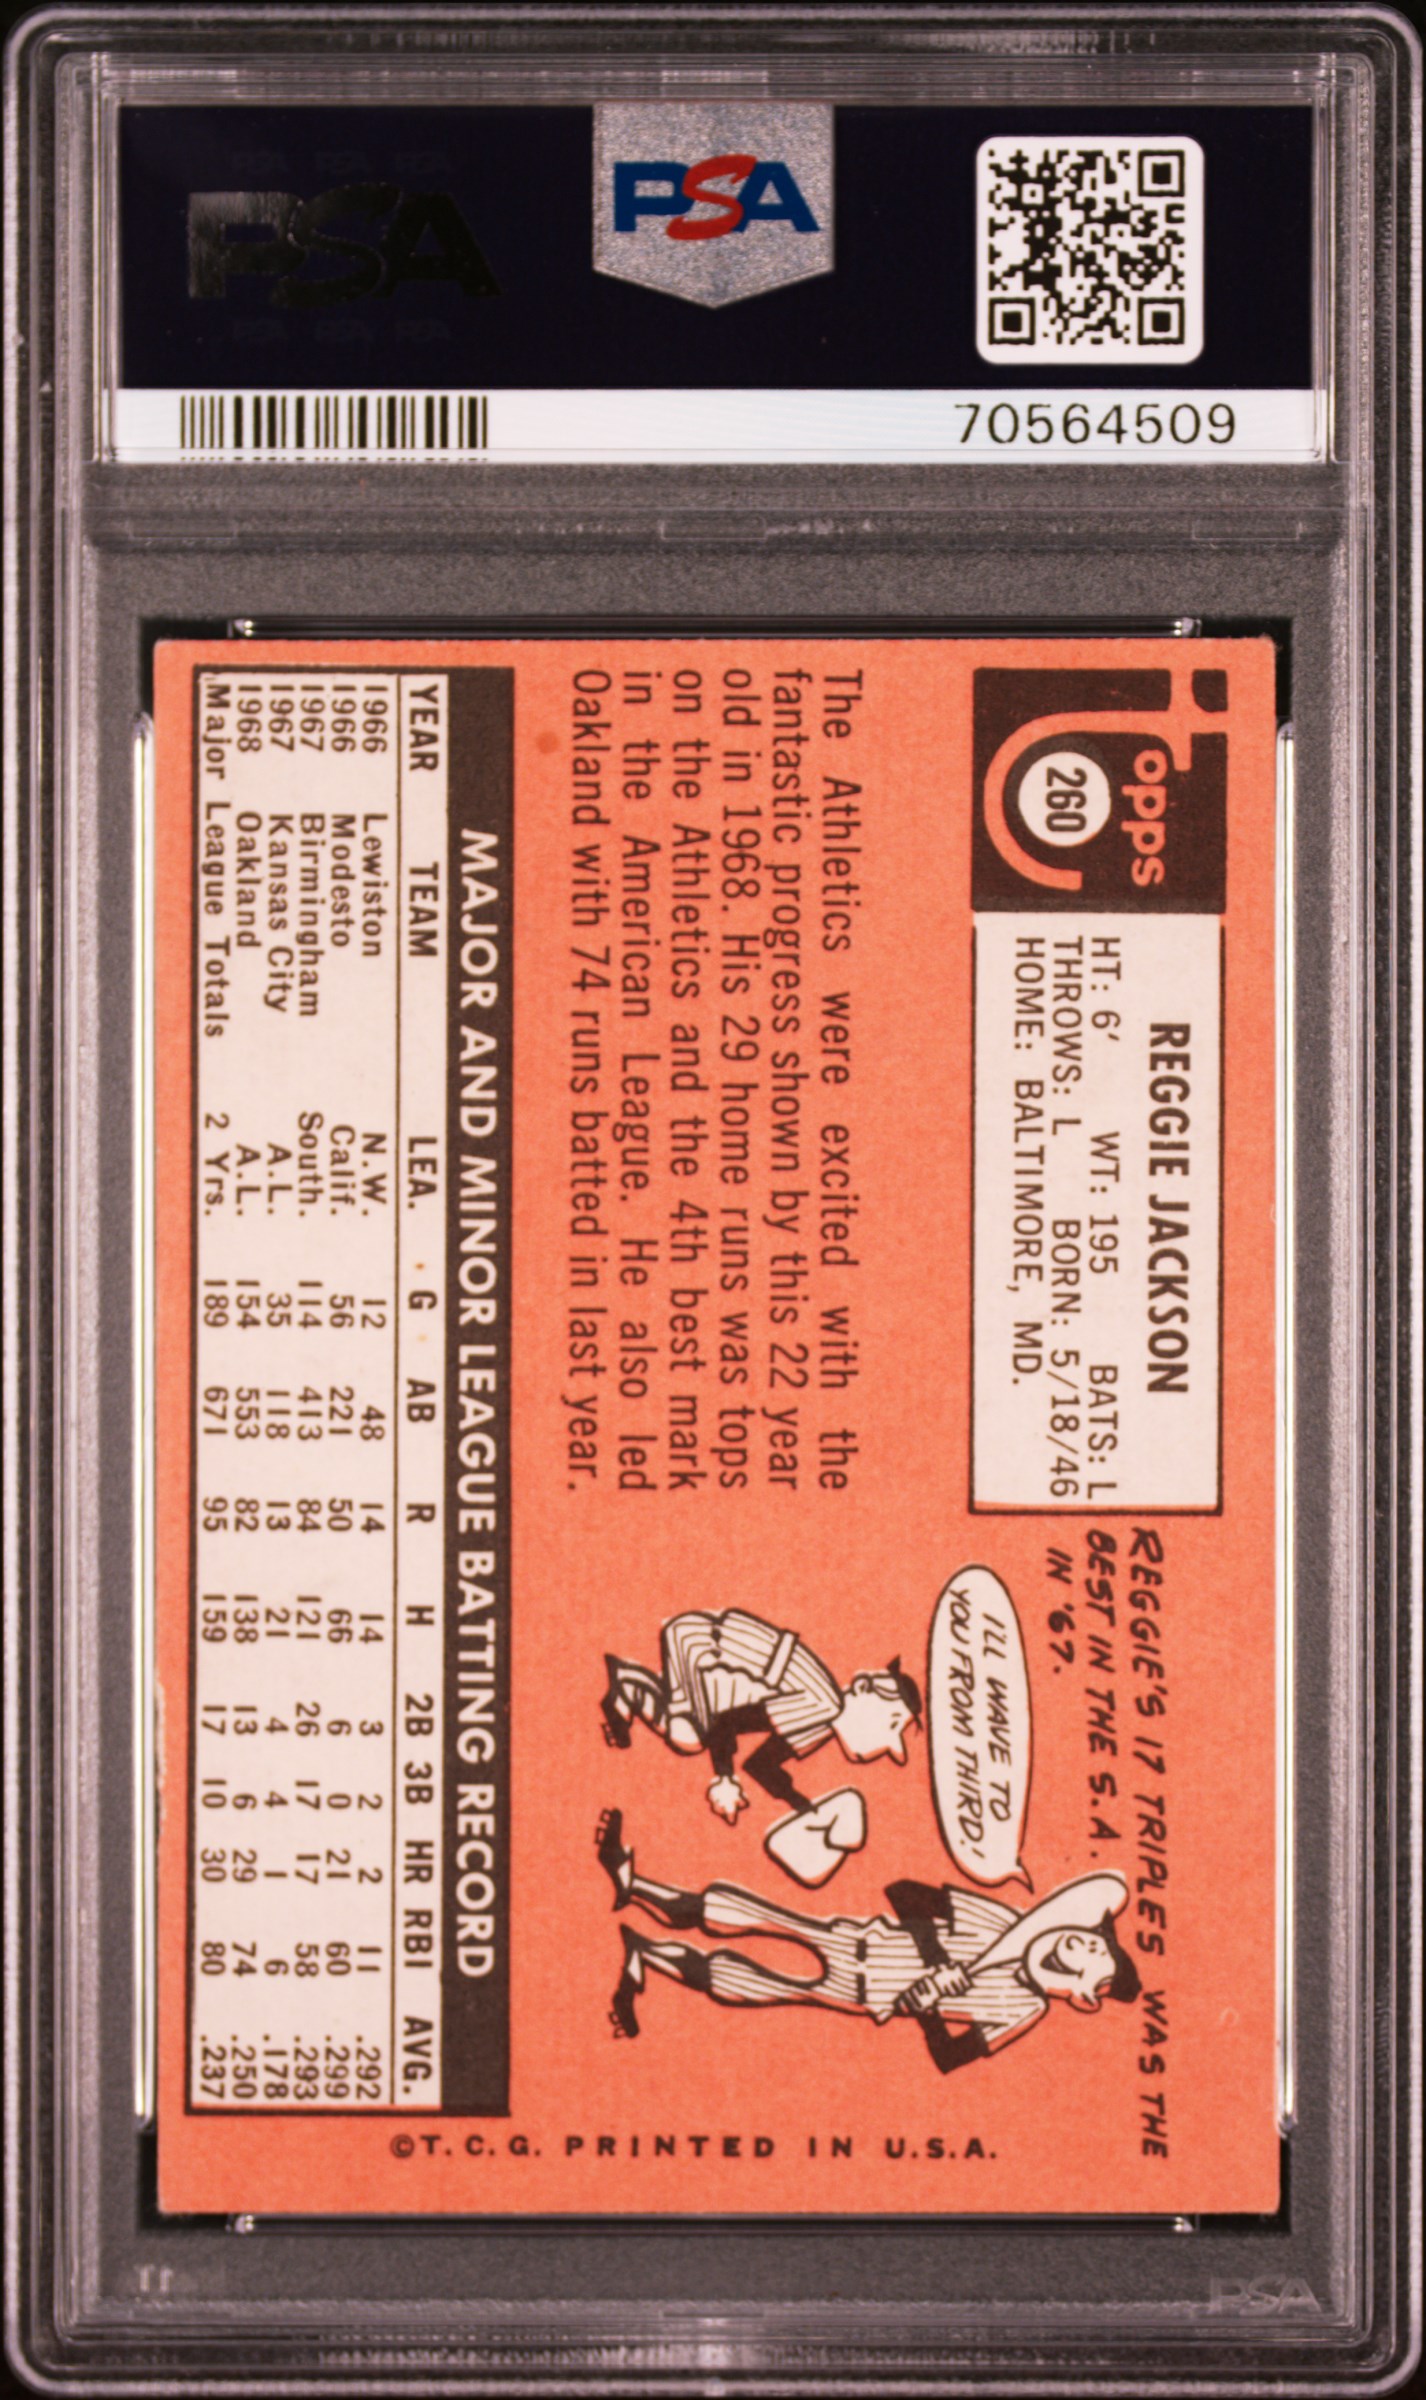 PSA
PSA
70564509
Topps
260
REGGIE JACKSON
HT: 6' WT: 195 BATS: L
THROWS: L BORN: 5/18/46
HOME: BALTIMORE, MD.
REGGIE'S 17 TRIPLES WAS THE
BEST IN THE S.A.
IN '67.
I'LL WAVE TO
YOU FROM THIRD!
The Athletics were excited with the
fantastic progress shown by this 22 year
old in 1968. His 29 home runs was tops
on the Athletics and the 4th best mark
in the American League. He also led
Oakland with 74 runs batted in last year.
MAJOR AND MINOR LEAGUE BATTING RECORD
YEAR TEAM LEA. G AB R H 2B 3B HR RBI AVG.
1966 Lewiston N.W. 12 48 14 14 3 2 2 11 .292
1966 Modesto Calif. 56 221 50 66 6 0 21 60 .299
1967 Birmingham South. 114 413 84 121 26 17 17 58 .293
1967 Kansas City A.L. 35 118 13 21 4 4 1 6 .178
1968 Oakland A.L. 154 553 82 138 13 6 29 74 .250
Major League Totals 2 Yrs. 189 671 95 159 17 10 30 80 .237
©T.C.G. PRINTED IN U.S.A.
PSA